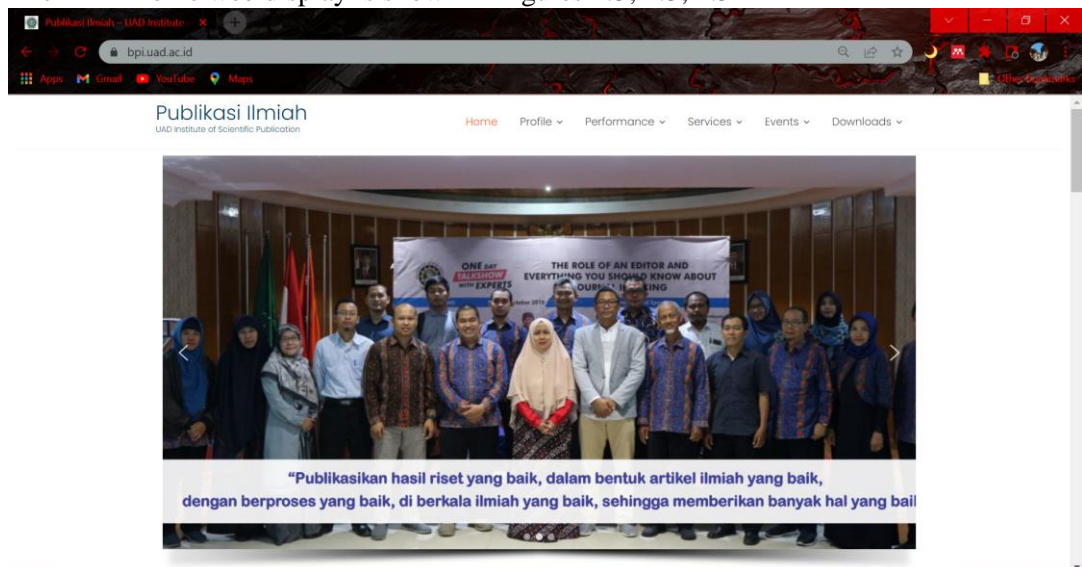 Publikasi Ilmiah – UAD Institute
bpi.uad.ac.id
Apps Gmail YouTube Maps Other bookmarks
Publikasi Ilmiah
UAD Institute of Scientific Publication
Home Profile Performance Services Events Downloads
ONE DAY
TALKSHOW
WITH EXPERTS
THE ROLE OF AN EDITOR AND
EVERYTHING YOU SHOULD KNOW ABOUT
“Publikasikan hasil riset yang baik, dalam bentuk artikel ilmiah yang baik,
dengan berproses yang baik, di berkala ilmiah yang baik, sehingga memberikan banyak hal yang bai